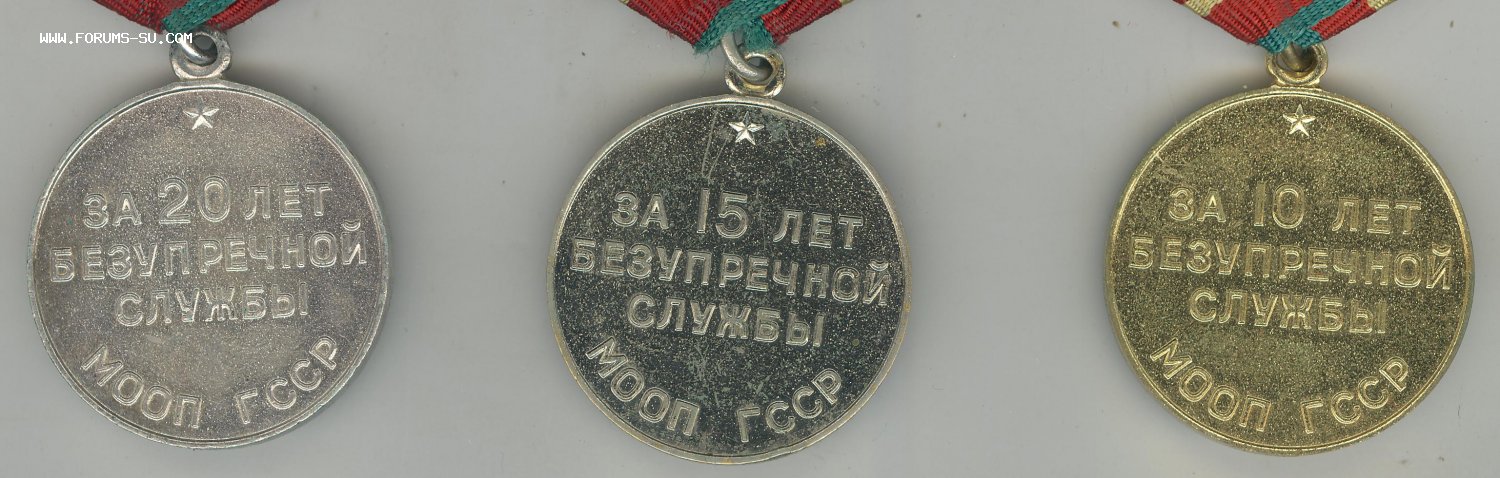 WWW.FORUMS-SU.COM
ЗА 20 ЛЕТ
БЕЗУПРЕЧНОЙ
СЛУЖБЫ
МООП ГССР
ЗА 15 ЛЕТ
БЕЗУПРЕЧНОЙ
СЛУЖБЫ
МООП ГССР
ЗА 10 ЛЕТ
БЕЗУПРЕЧНОЙ
СЛУЖБЫ
МООП ГССР